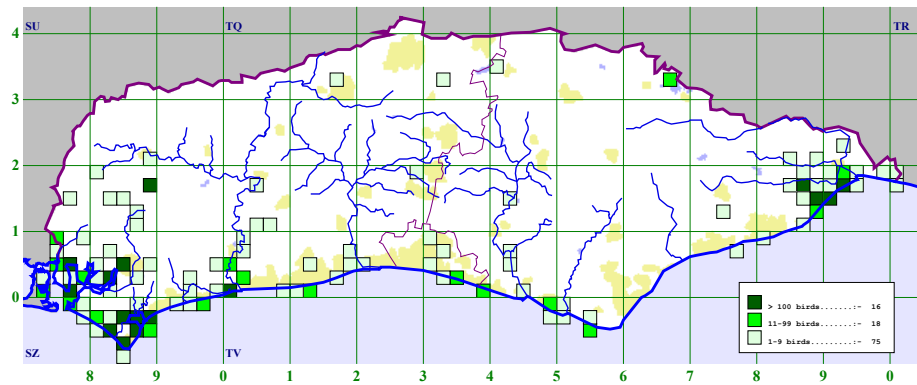 SU TQ TR
4
3
2
1
0
> 100 birds.......:- 16
11-99 birds......:- 18
1-9 birds.........:- 75
SZ TV
8 9 0 1 2 3 4 5 6 7 8 9 0